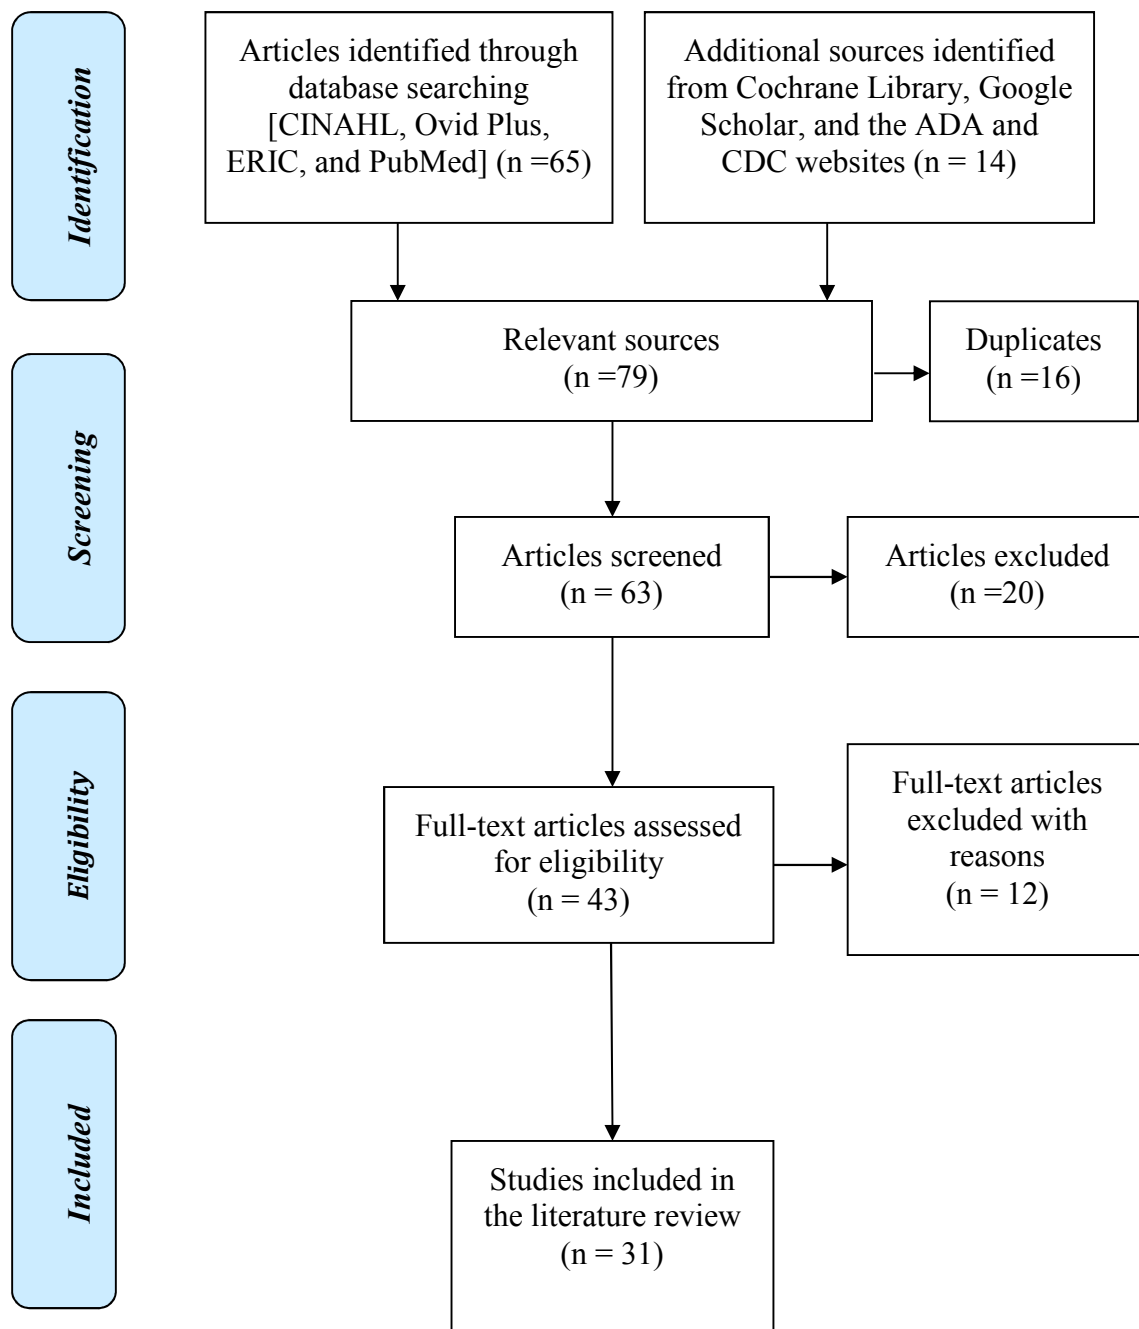 Identification
Articles identified through
database searching
[CINAHL, Ovid Plus,
ERIC, and PubMed] (n =65)
Additional sources identified
from Cochrane Library, Google
Scholar, and the ADA and
CDC websites (n = 14)
Relevant sources
(n =79)
Duplicates
(n =16)
Screening
Articles screened
(n = 63)
Articles excluded
(n =20)
Eligibility
Full-text articles assessed
for eligibility
(n = 43)
Full-text articles
excluded with
reasons
(n = 12)
Included
Studies included in
the literature review
(n = 31)